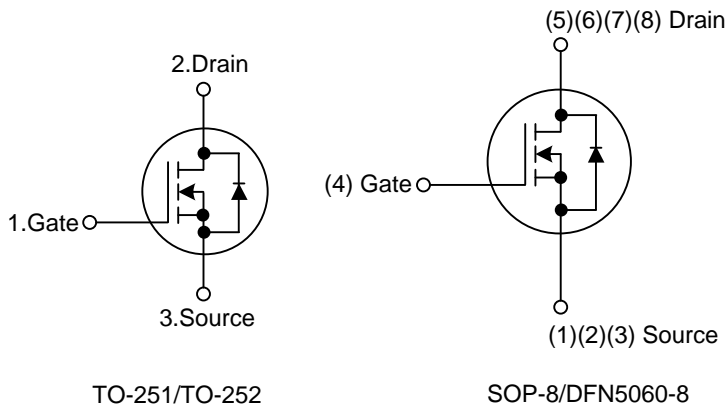 2.Drain
1.Gate
3.Source
TO-251/TO-252
(5)(6)(7)(8) Drain
(4) Gate
(1)(2)(3) Source
SOP-8/DFN5060-8